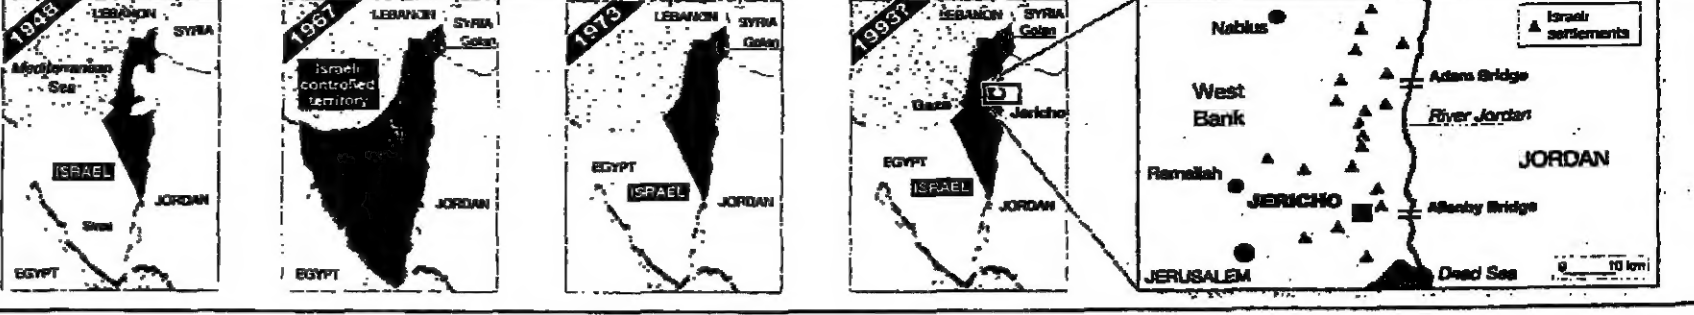 1948
LEBANON
SYRIA
Mediterranean
Sea
ISRAEL
JORDAN
Sinai
EGYPT
1967
LEBANON
SYRIA
Golan
Israeli
controlled
territory
JORDAN
EGYPT
1973
LEBANON
SYRIA
Golan
EGYPT
ISRAEL
JORDAN
1993?
LEBANON
SYRIA
Golan
Gaza
Jericho
EGYPT
ISRAEL
JORDAN
Nablus
Israeli
settlements
West
Bank
Adam Bridge
River Jordan
JORDAN
Ramallah
JERICHO
Allenby Bridge
JERUSALEM
Dead Sea
0 10 km